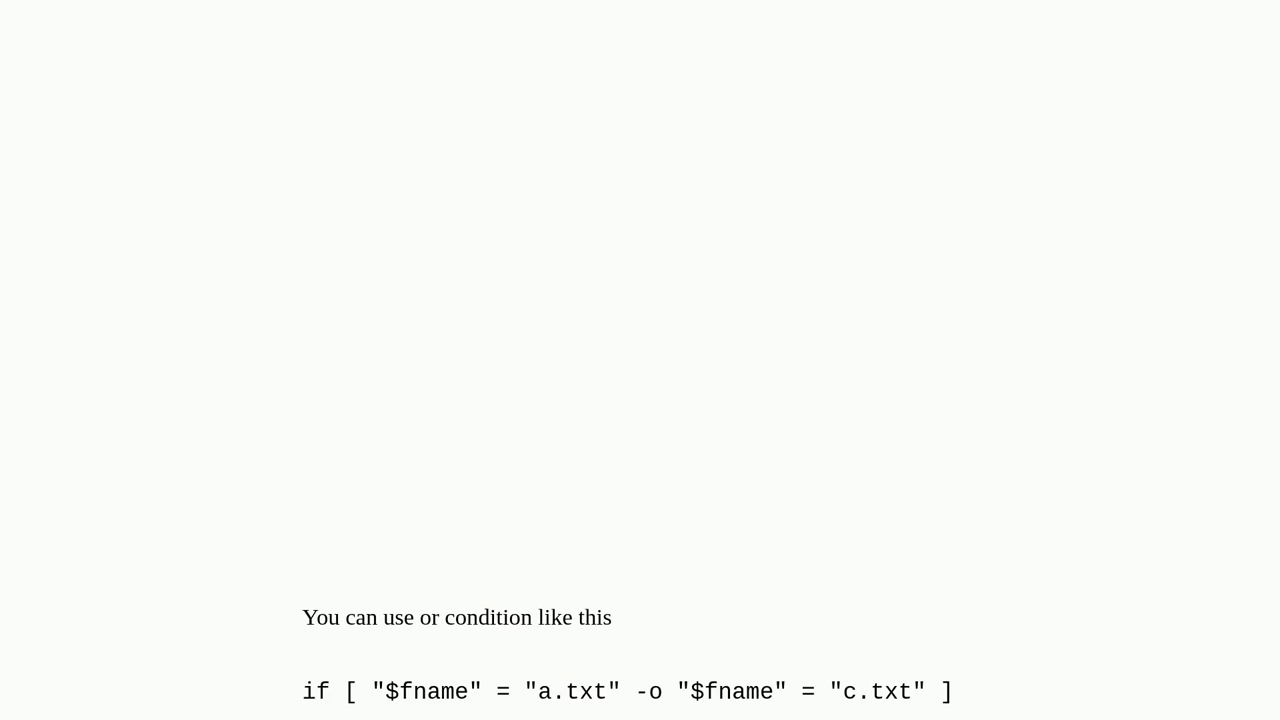 You can use or condition like this
if [ "$fname" = "a.txt" -o "$fname" = "c.txt" ]